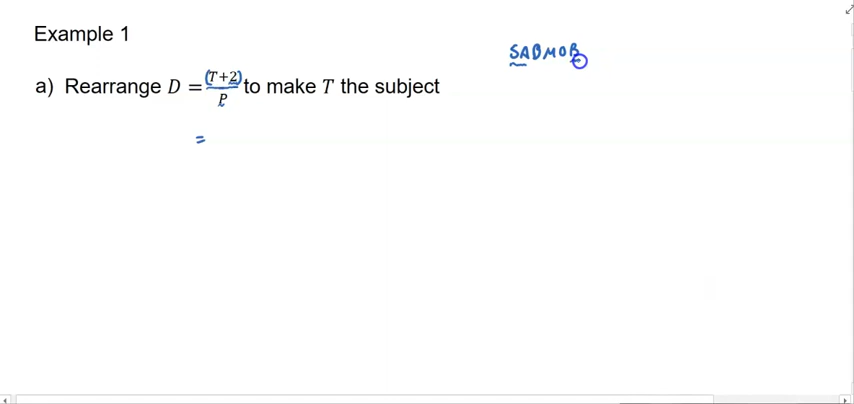 Example 1
SADMOB
a) Rearrange D = (T+2)/P to make T the subject
=